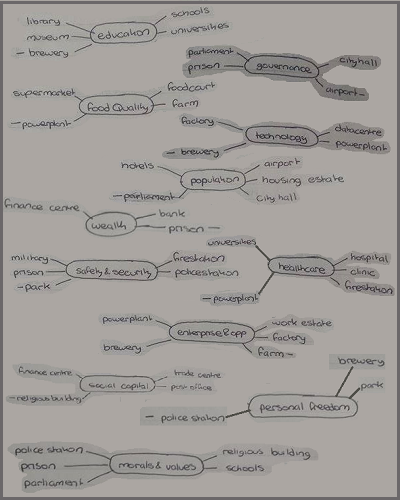 library
schools
museum
education
universities
- brewery
parliament
cityhall
prison
governance
airport -
supermarket
foodcourt
food Quality
farm
- powerplant
factory
datacentre
technology
powerplant
- brewery
hotels
airport
population
housing estate
- parliament
city hall
finance centre
bank
wealth
prison -
universities
military
firestation
hospital
prison
safety & security
policestation
healthcare
clinic
- park
firestation
- powerplant
powerplant
work estate
enterprise & opp
factory
brewery
farm -
brewery
finance centre
trade centre
social capital
post office
park
- religious building
personal freedom
- police station
police station
religious building
prison
morals & values
schools
parliament